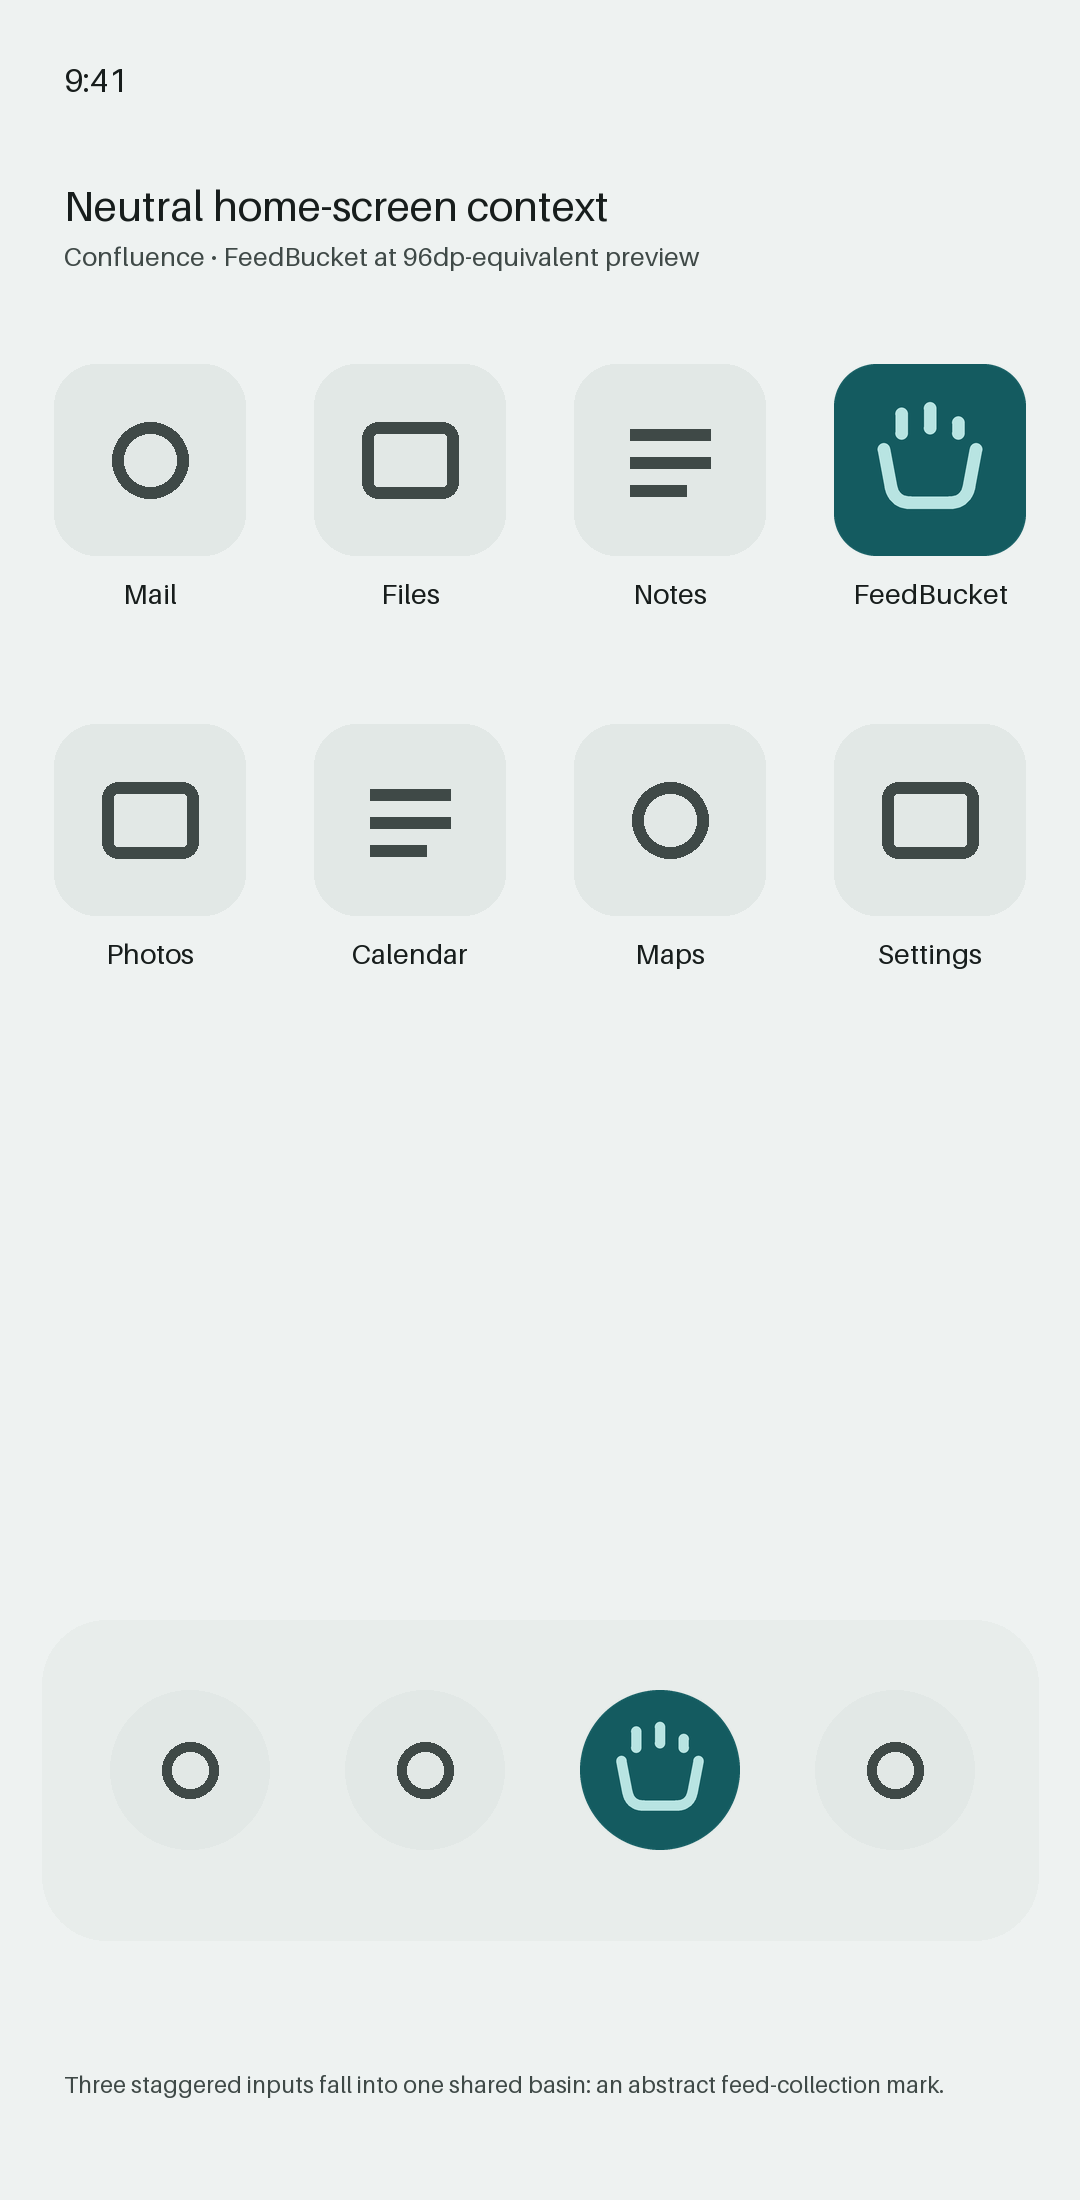 9:41
Neutral home-screen context
Confluence · FeedBucket at 96dp-equivalent preview
Mail Files Notes FeedBucket
Photos Calendar Maps Settings
Three staggered inputs fall into one shared basin: an abstract feed-collection mark.